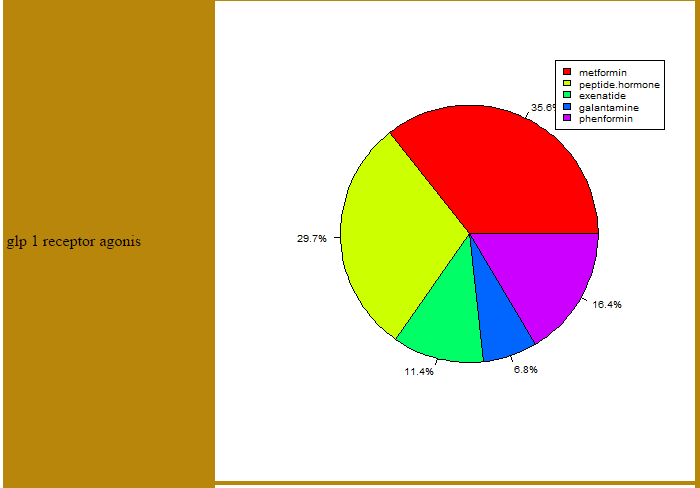 metformin
peptide.hormone
exenatide
galantamine
phenformin
35.6%
29.7%
glp 1 receptor agonis
16.4%
6.8%
11.4%